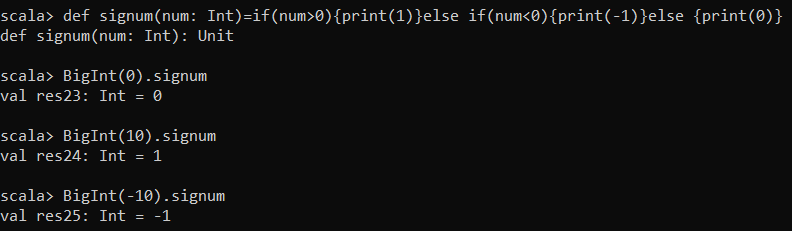 scala> def signum(num: Int)=if(num>0){print(1)}else if(num<0){print(-1)}else {print(0)}
def signum(num: Int): Unit
scala> BigInt(0).signum
val res23: Int = 0
scala> BigInt(10).signum
val res24: Int = 1
scala> BigInt(-10).signum
val res25: Int = -1